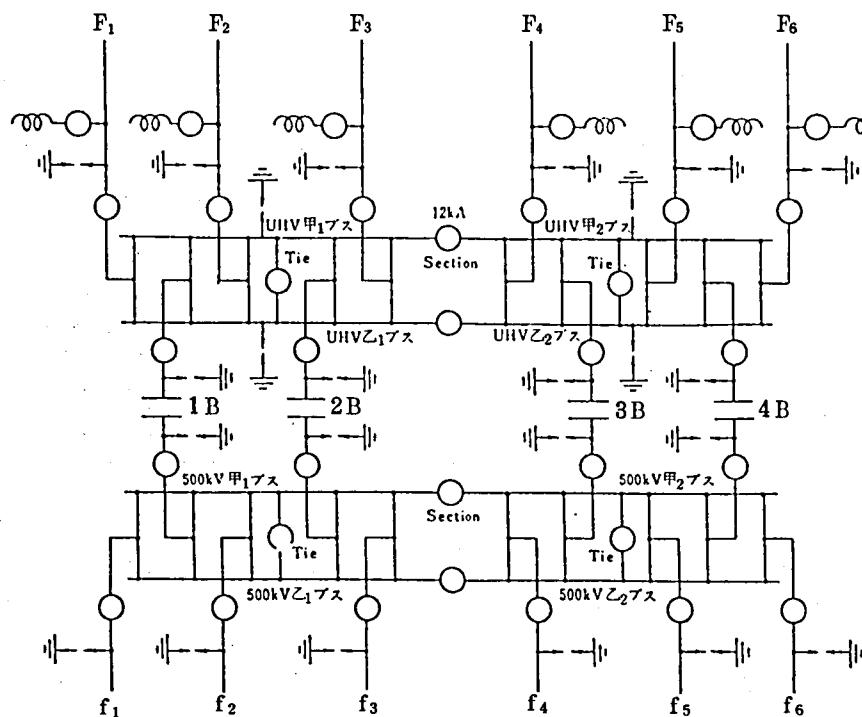 F₁ F₂ F₃ F₄ F₅ F₆
12kA
UHV甲₁ブス UHV甲₂ブス
Tie Section Tie
UHV乙₁ブス UHV乙₂ブス
1B 2B 3B 4B
500kV甲₁ブス 500kV甲₂ブス
Section
Tie Tie
500kV乙₁ブス 500kV乙₂ブス
f₁ f₂ f₃ f₄ f₅ f₆